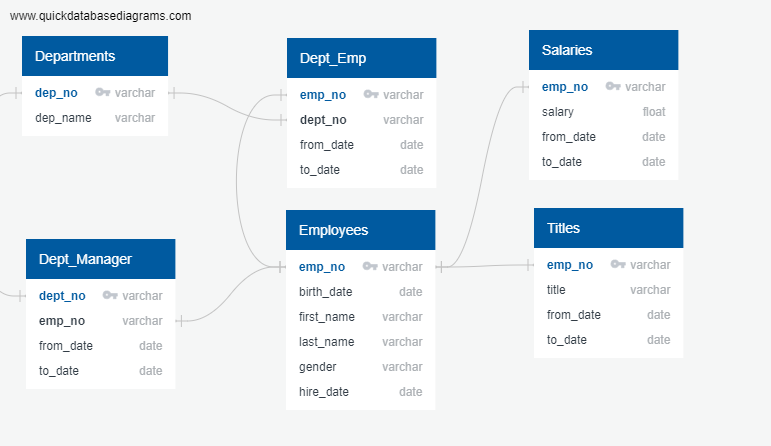 www.quickdatabasediagrams.com
Departments
dep_no varchar
dep_name varchar
Dept_Emp
emp_no varchar
dept_no varchar
from_date date
to_date date
Salaries
emp_no varchar
salary float
from_date date
to_date date
Dept_Manager
dept_no varchar
emp_no varchar
from_date date
to_date date
Employees
emp_no varchar
birth_date date
first_name varchar
last_name varchar
gender varchar
hire_date date
Titles
emp_no varchar
title varchar
from_date date
to_date date